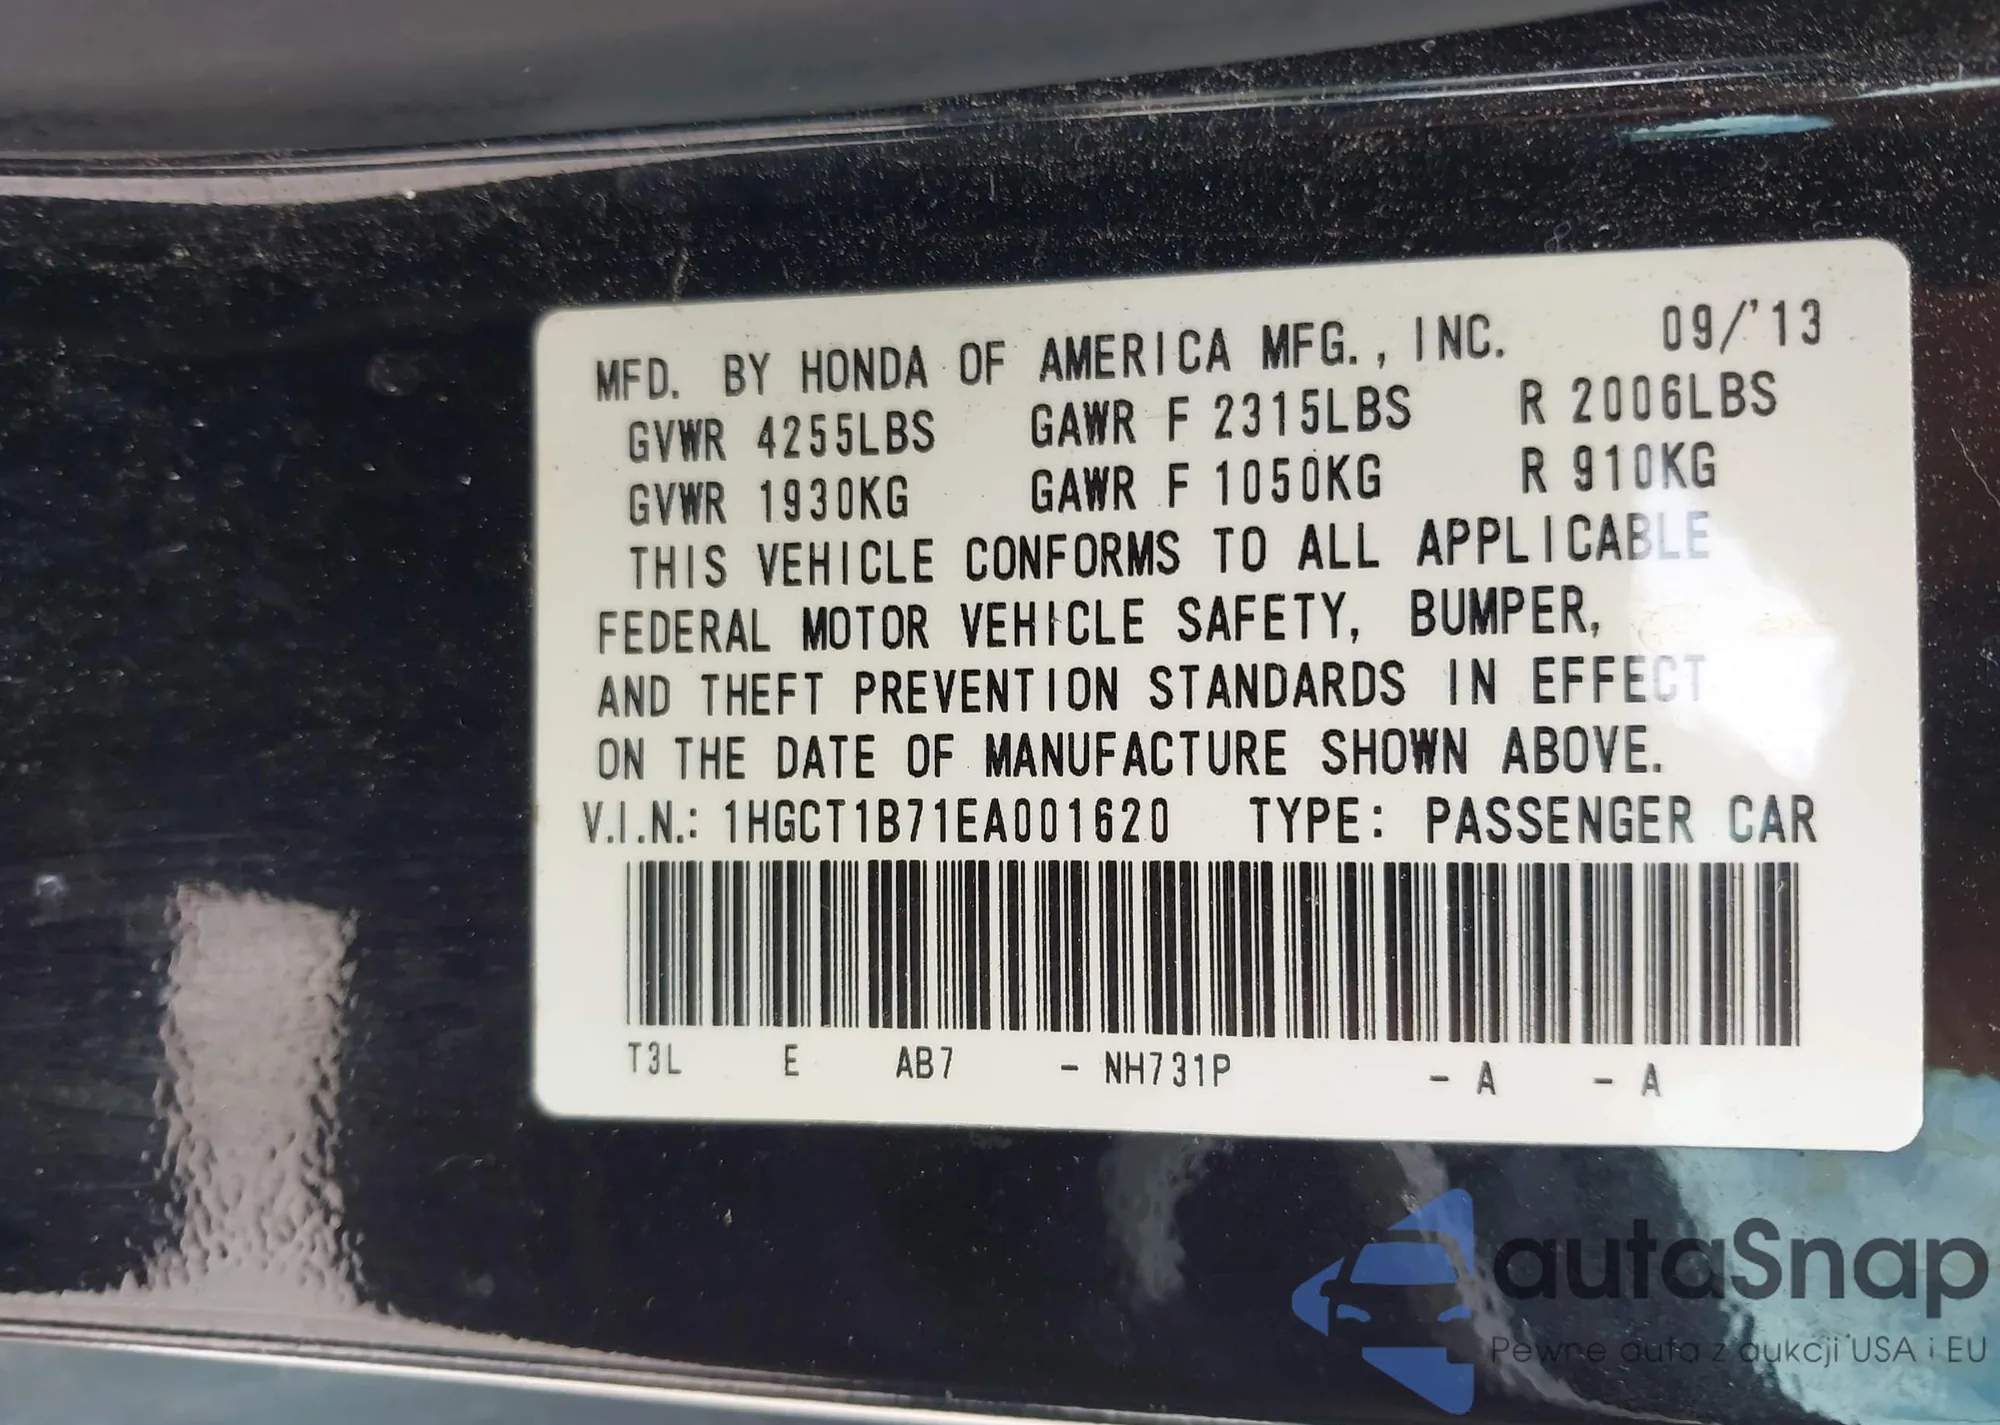 MFD. BY HONDA OF AMERICA MFG., INC. 09/'13
GVWR 4255LBS GAWR F 2315LBS R 2006LBS
GVWR 1930KG GAWR F 1050KG R 910KG
THIS VEHICLE CONFORMS TO ALL APPLICABLE
FEDERAL MOTOR VEHICLE SAFETY, BUMPER,
AND THEFT PREVENTION STANDARDS IN EFFECT
ON THE DATE OF MANUFACTURE SHOWN ABOVE.
V.I.N.: 1HGCT1B71EA001620 TYPE: PASSENGER CAR
T3L E AB7 - NH731P - A - A
autaSnap
Pewne auta z aukcji USA i EU